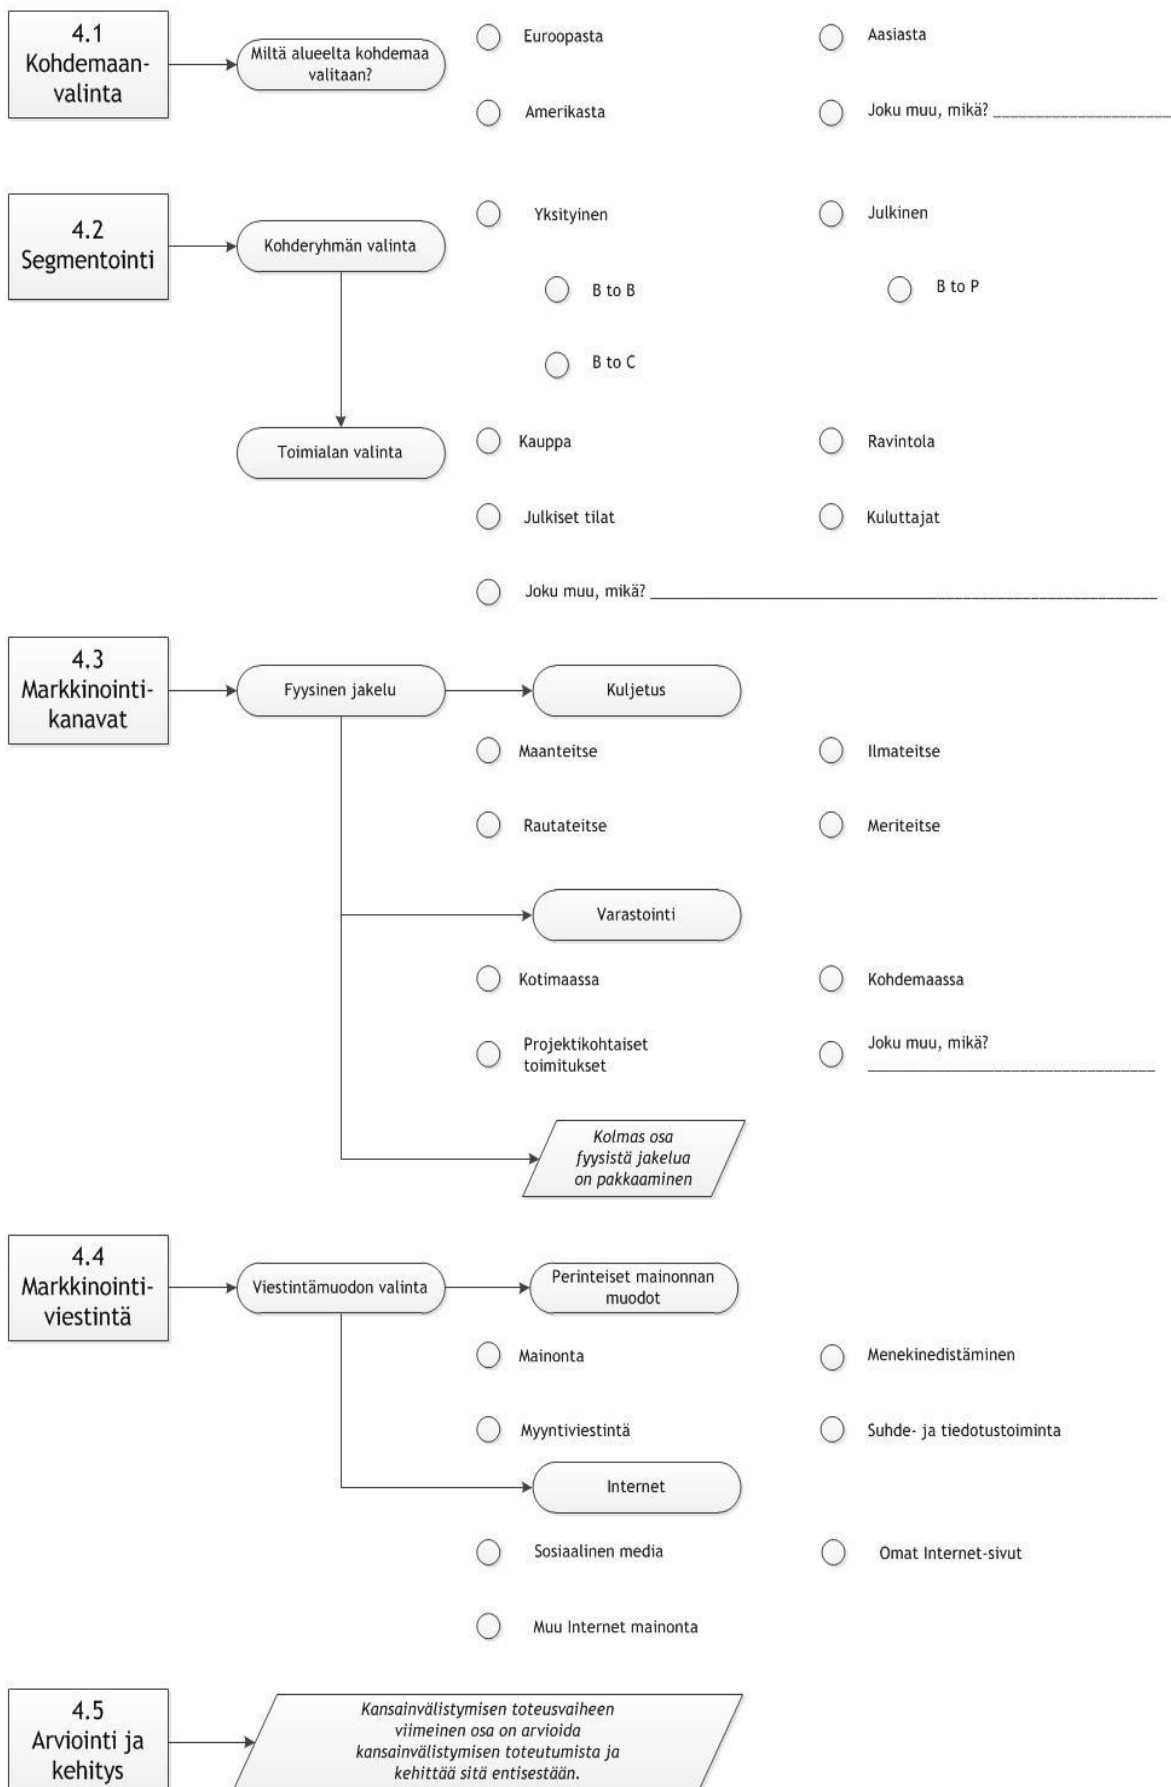 4.1
Kohdemaan-
valinta
Miltä alueelta kohdemaa
valitaan?
Euroopasta
Aasiasta
Amerikasta
Joku muu, mikä? ____________________
4.2
Segmentointi
Kohderyhmän valinta
Yksityinen
Julkinen
B to B
B to P
B to C
Toimialan valinta
Kauppa
Ravintola
Julkiset tilat
Kuluttajat
Joku muu, mikä? ____________________
4.3
Markkinointi-
kanavat
Fyysinen jakelu
Kuljetus
Maanteitse
Ilmateitse
Rautateitse
Meriteitse
Varastointi
Kotimaassa
Kohdemaassa
Projektikohtaiset
toimitukset
Joku muu, mikä?
____________________
Kolmas osa
fyysistä jakelua
on pakkaaminen
4.4
Markkinointi-
viestintä
Viestintämuodon valinta
Perinteiset mainonnan
muodot
Mainonta
Menekinedistäminen
Myyntiviestintä
Suhde- ja tiedotustoiminta
Internet
Sosiaalinen media
Omat Internet-sivut
Muu Internet mainonta
4.5
Arviointi ja
kehitys
Kansainvälistymisen toteusvaiheen
viimeinen osa on arvioida
kansainvälistymisen toteutumista ja
kehittää sitä entisestään.